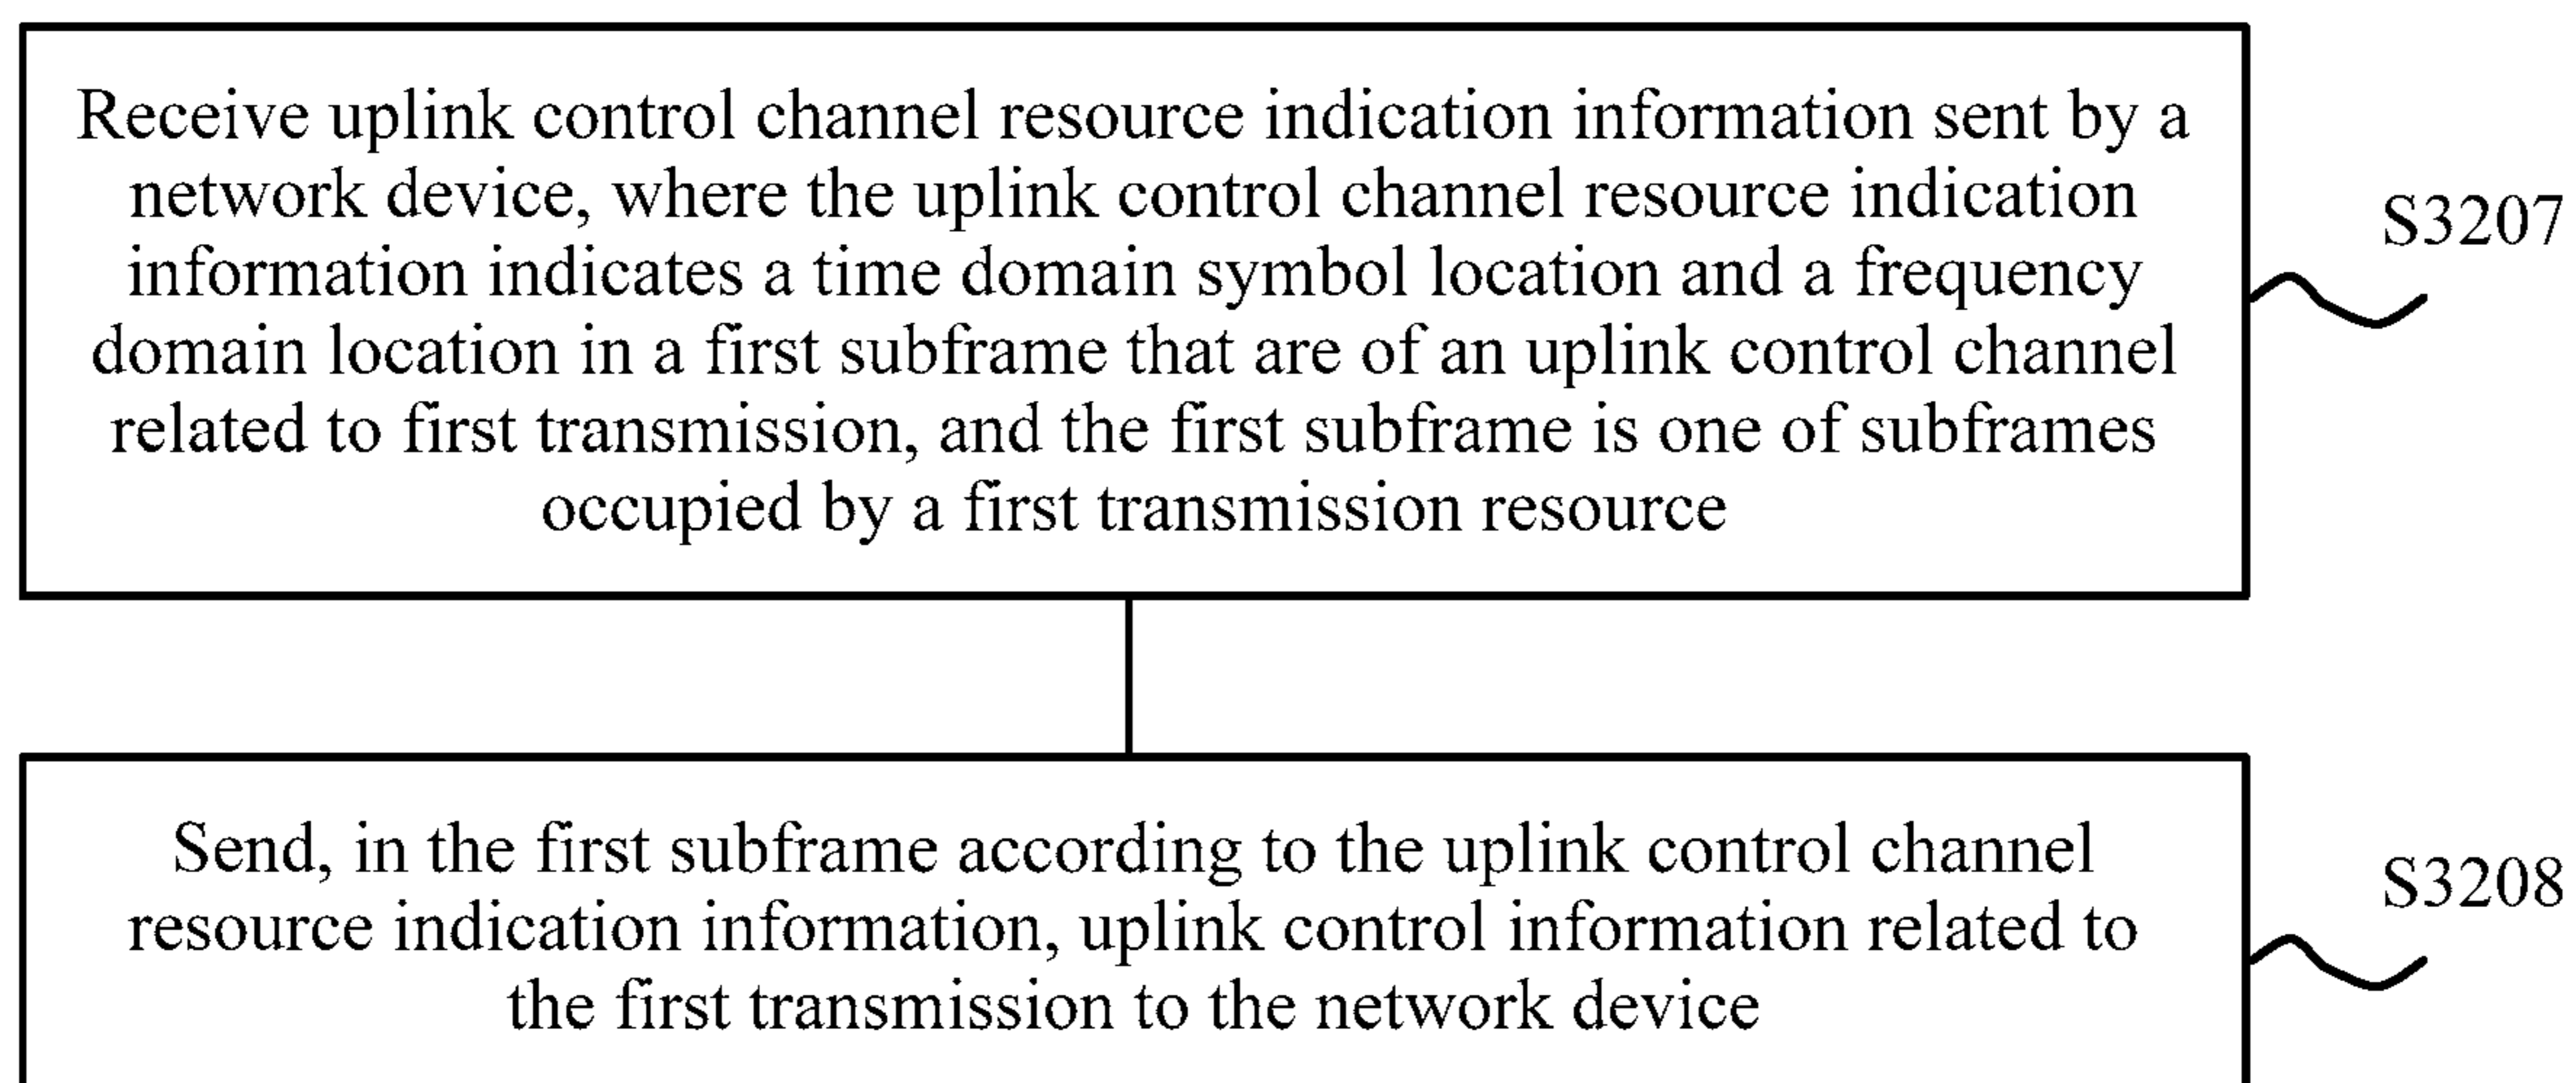 Receive uplink control channel resource indication information sent by a
network device, where the uplink control channel resource indication
information indicates a time domain symbol location and a frequency
domain location in a first subframe that are of an uplink control channel
related to first transmission, and the first subframe is one of subframes
occupied by a first transmission resource
S3207
Send, in the first subframe according to the uplink control channel
resource indication information, uplink control information related to
the first transmission to the network device
S3208